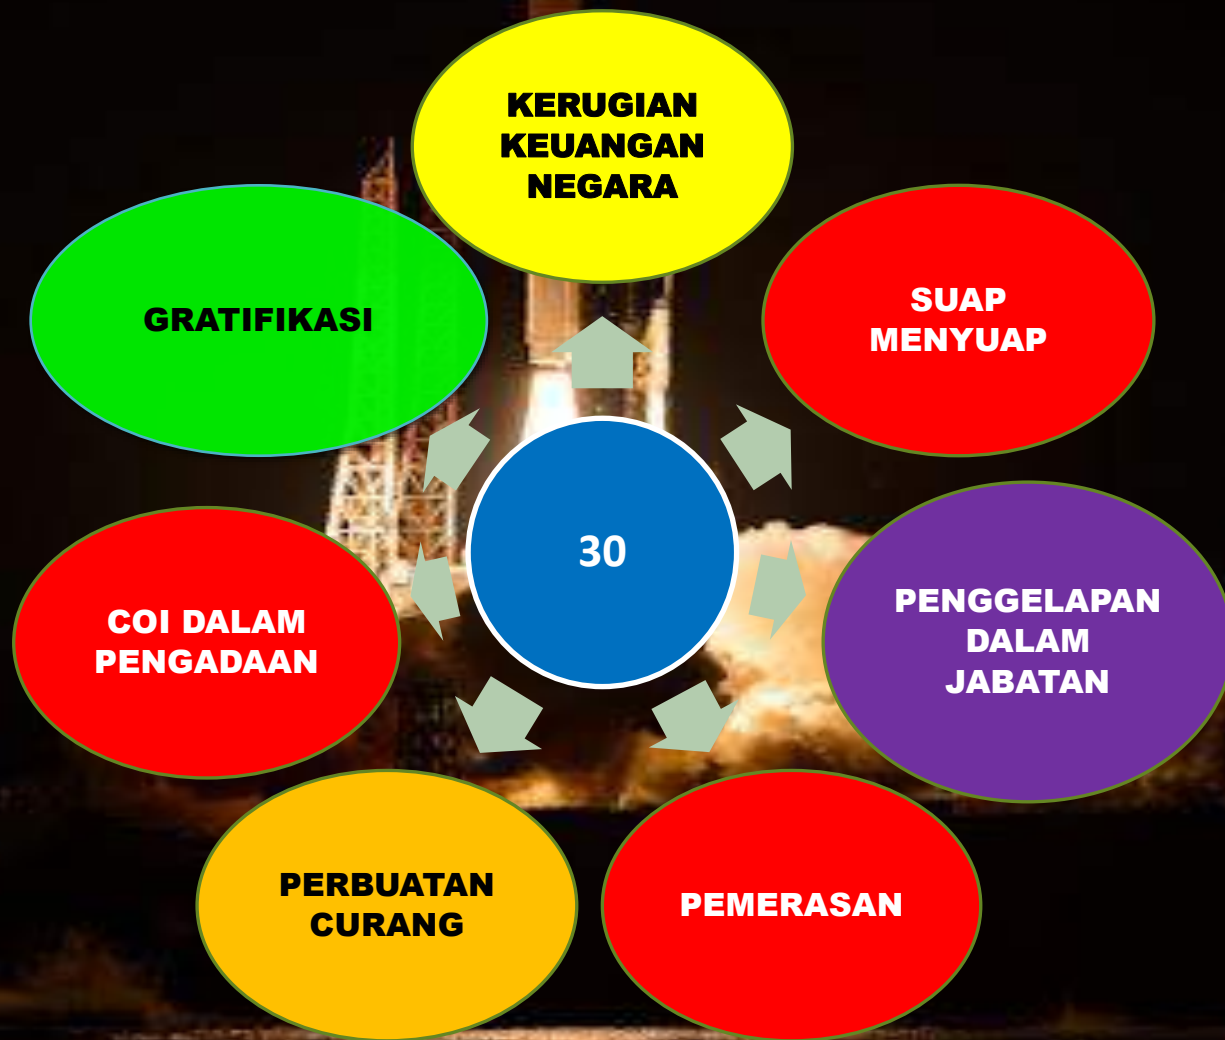 KERUGIAN
KEUANGAN
NEGARA
SUAP
MENYUAP
PENGGELAPAN
DALAM
JABATAN
PEMERASAN
PERBUATAN
CURANG
COI DALAM
PENGADAAN
GRATIFIKASI
30